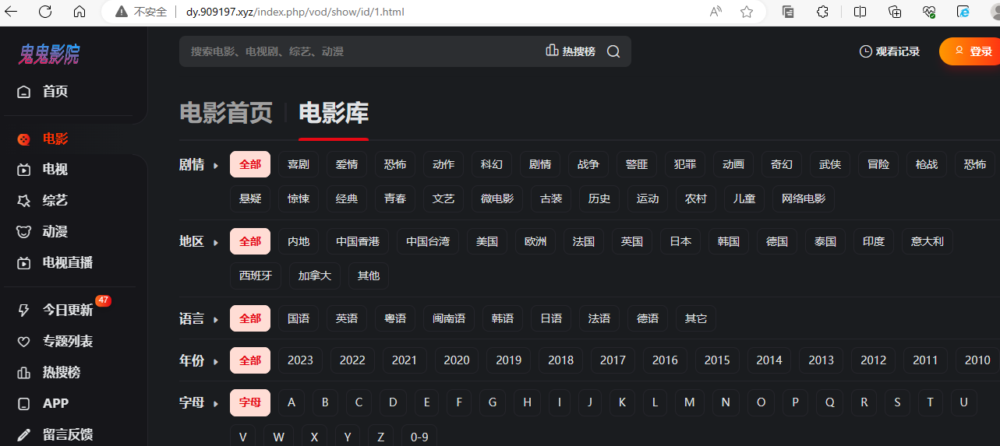 不安全 dy.909197.xyz/index.php/vod/show/id/1.html
鬼鬼影院
搜索电影、电视剧、综艺、动漫 热搜榜 观看记录 登录
首页
电影首页 电影库
电影
电视
综艺
动漫
电视直播
今日更新 47
专题列表
热搜榜
APP
留言反馈
剧情 全部 喜剧 爱情 恐怖 动作 科幻 剧情 战争 警匪 犯罪 动画 奇幻 武侠 冒险 枪战 恐怖
悬疑 惊悚 经典 青春 文艺 微电影 古装 历史 运动 农村 儿童 网络电影
地区 全部 内地 中国香港 中国台湾 美国 欧洲 法国 英国 日本 韩国 德国 泰国 印度 意大利
西班牙 加拿大 其他
语言 全部 国语 英语 粤语 闽南语 韩语 日语 法语 德语 其它
年份 全部 2023 2022 2021 2020 2019 2018 2017 2016 2015 2014 2013 2012 2011 2010
字母 字母 A B C D E F G H I J K L M N O P Q R S T U
V W X Y Z 0-9